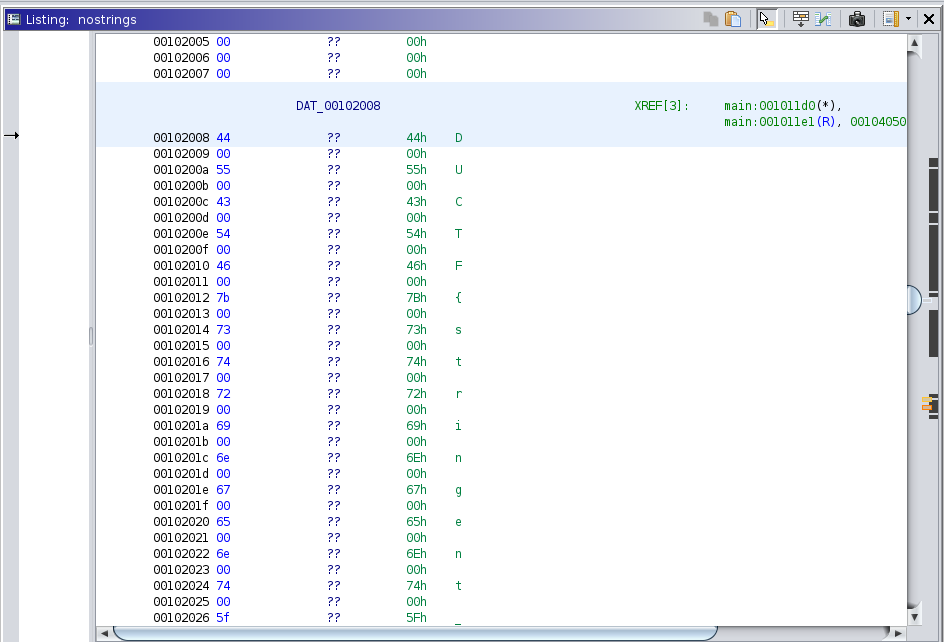 Listing: nostrings
00102005 00 ?? 00h
00102006 00 ?? 00h
00102007 00 ?? 00h
DAT_00102008 XREF[3]: main:001011d0(*),
main:001011e1(R), 00104050
00102008 44 ?? 44h D
00102009 00 ?? 00h
0010200a 55 ?? 55h U
0010200b 00 ?? 00h
0010200c 43 ?? 43h C
0010200d 00 ?? 00h
0010200e 54 ?? 54h T
0010200f 00 ?? 00h
00102010 46 ?? 46h F
00102011 00 ?? 00h
00102012 7b ?? 7Bh {
00102013 00 ?? 00h
00102014 73 ?? 73h s
00102015 00 ?? 00h
00102016 74 ?? 74h t
00102017 00 ?? 00h
00102018 72 ?? 72h r
00102019 00 ?? 00h
0010201a 69 ?? 69h i
0010201b 00 ?? 00h
0010201c 6e ?? 6Eh n
0010201d 00 ?? 00h
0010201e 67 ?? 67h g
0010201f 00 ?? 00h
00102020 65 ?? 65h e
00102021 00 ?? 00h
00102022 6e ?? 6Eh n
00102023 00 ?? 00h
00102024 74 ?? 74h t
00102025 00 ?? 00h
00102026 5f ?? 5Fh _